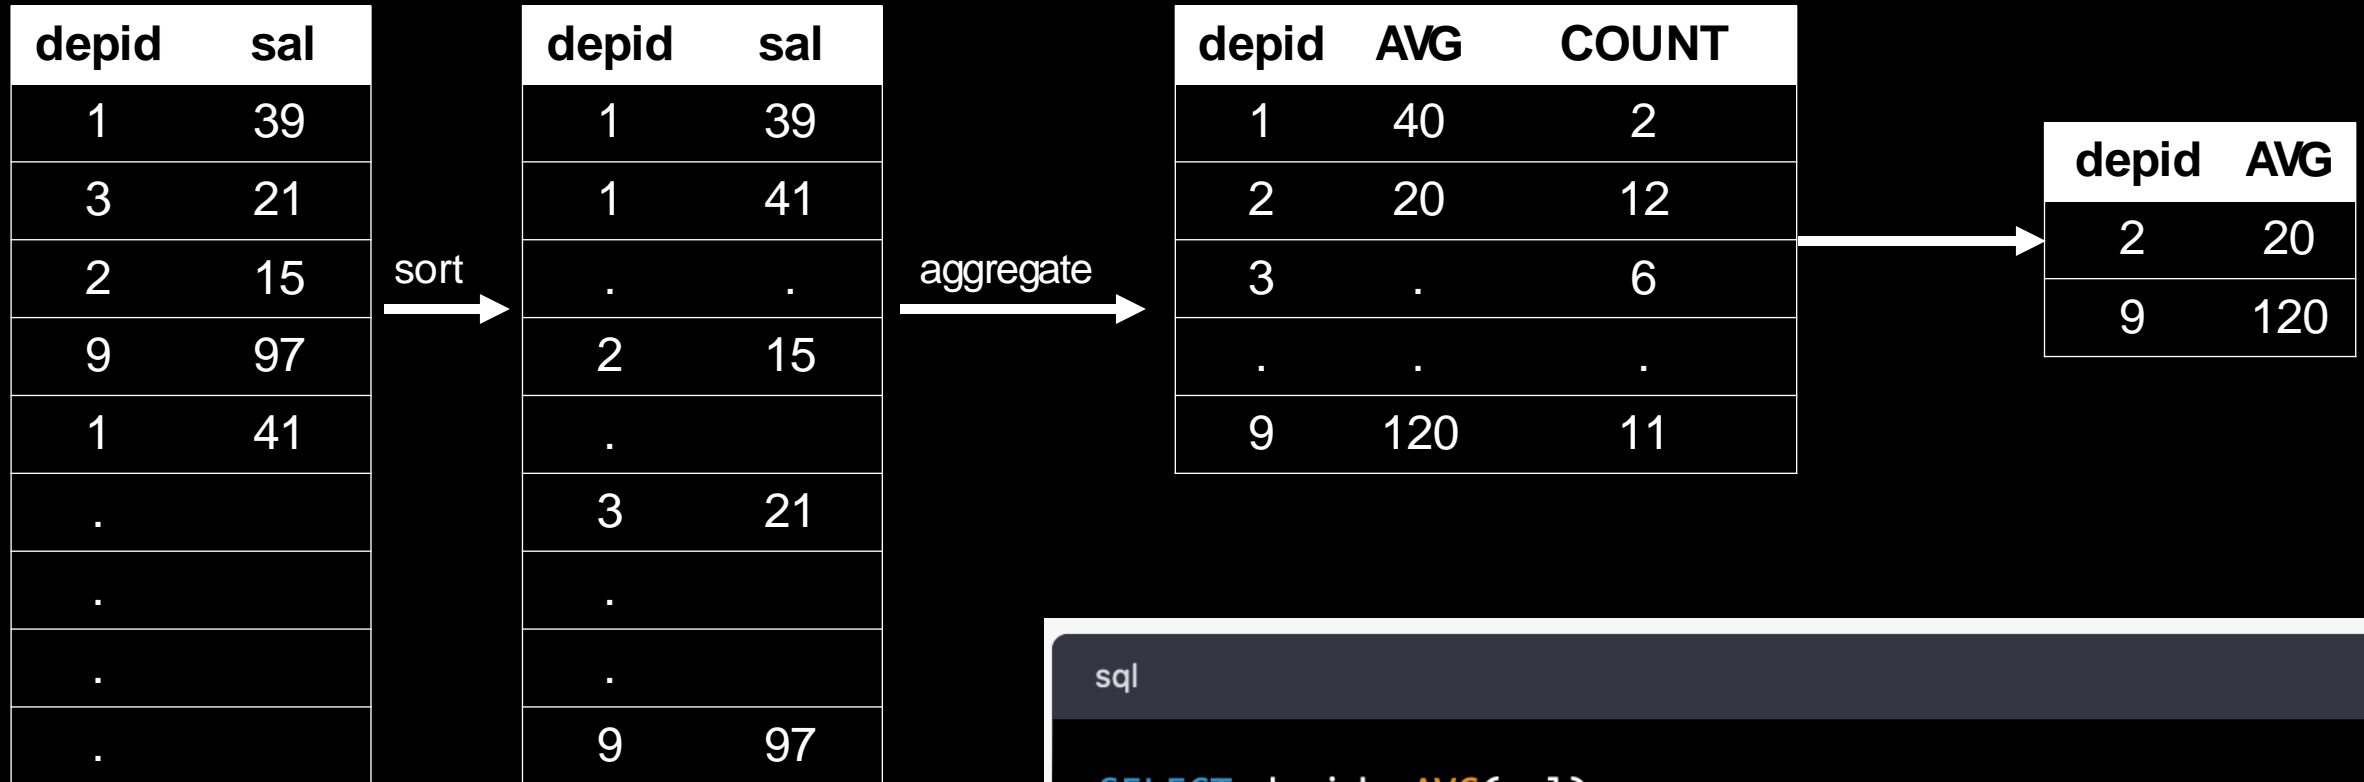 depid sal
1 39
3 21
2 15
9 97
1 41
.
.
.
.
sort
depid sal
1 39
1 41
. .
2 15
.
3 21
.
.
9 97
aggregate
depid AVG COUNT
1 40 2
2 20 12
3 . 6
. . .
9 120 11
depid AVG
2 20
9 120
sql